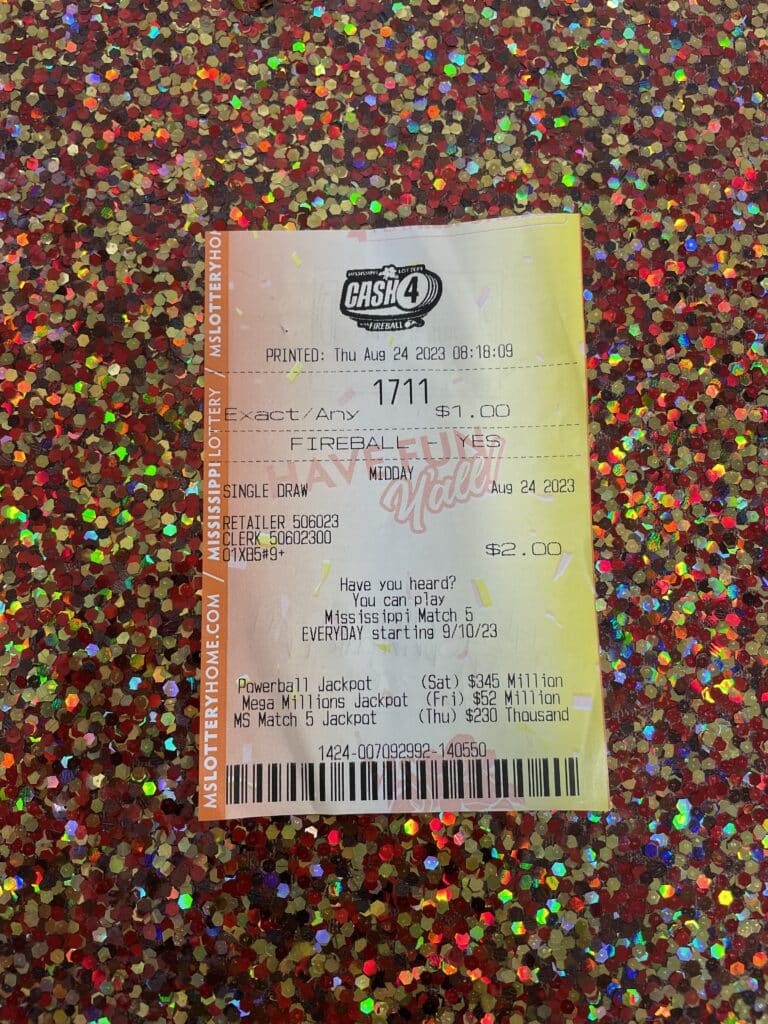 MISSISSIPPI LOTTERY
CASH 4
WITH FIREBALL
PRINTED: Thu Aug 24 2023 08:18:09
1711
Exact/Any $1.00
FIREBALL YES
HAVE FUN
Y'all!
MIDDAY
SINGLE DRAW Aug 24 2023
RETAILER 506023
CLERK 50602300
01XB5#9+ $2.00
Have you heard?
You can play
Mississippi Match 5
EVERYDAY starting 9/10/23
Powerball Jackpot (Sat) $345 Million
Mega Millions Jackpot (Fri) $52 Million
MS Match 5 Jackpot (Thu) $230 Thousand
1424-007092992-140550
MSLOTTERYHOME.COM / MISSISSIPPI LOTTERY / MSLOTTERYHO